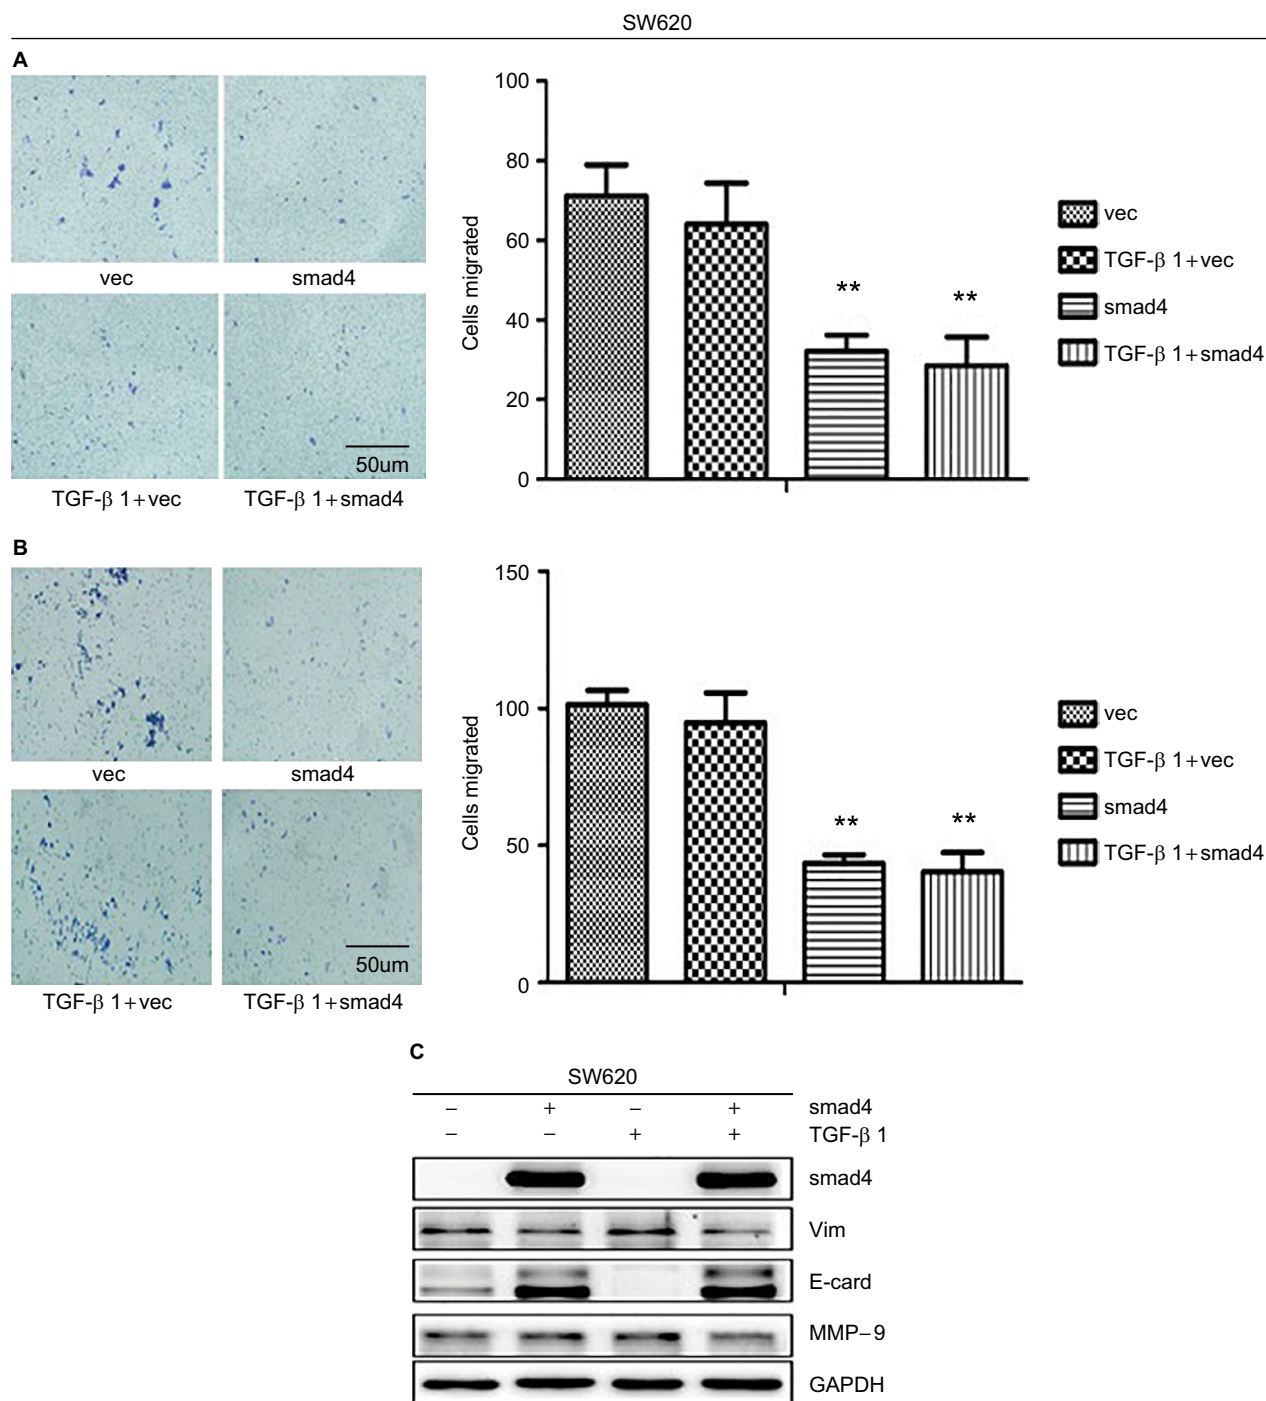 SW620
A
vec
smad4
TGF-β 1+vec
TGF-β 1+smad4
50um
Cells migrated
100
80
60
40
20
0
**
**
vec
TGF-β 1+vec
smad4
TGF-β 1+smad4
B
vec
smad4
TGF-β 1+vec
TGF-β 1+smad4
50um
Cells migrated
150
100
50
0
**
**
vec
TGF-β 1+vec
smad4
TGF-β 1+smad4
C
SW620
– + – + smad4
– – + + TGF-β 1
smad4
Vim
E-card
MMP–9
GAPDH